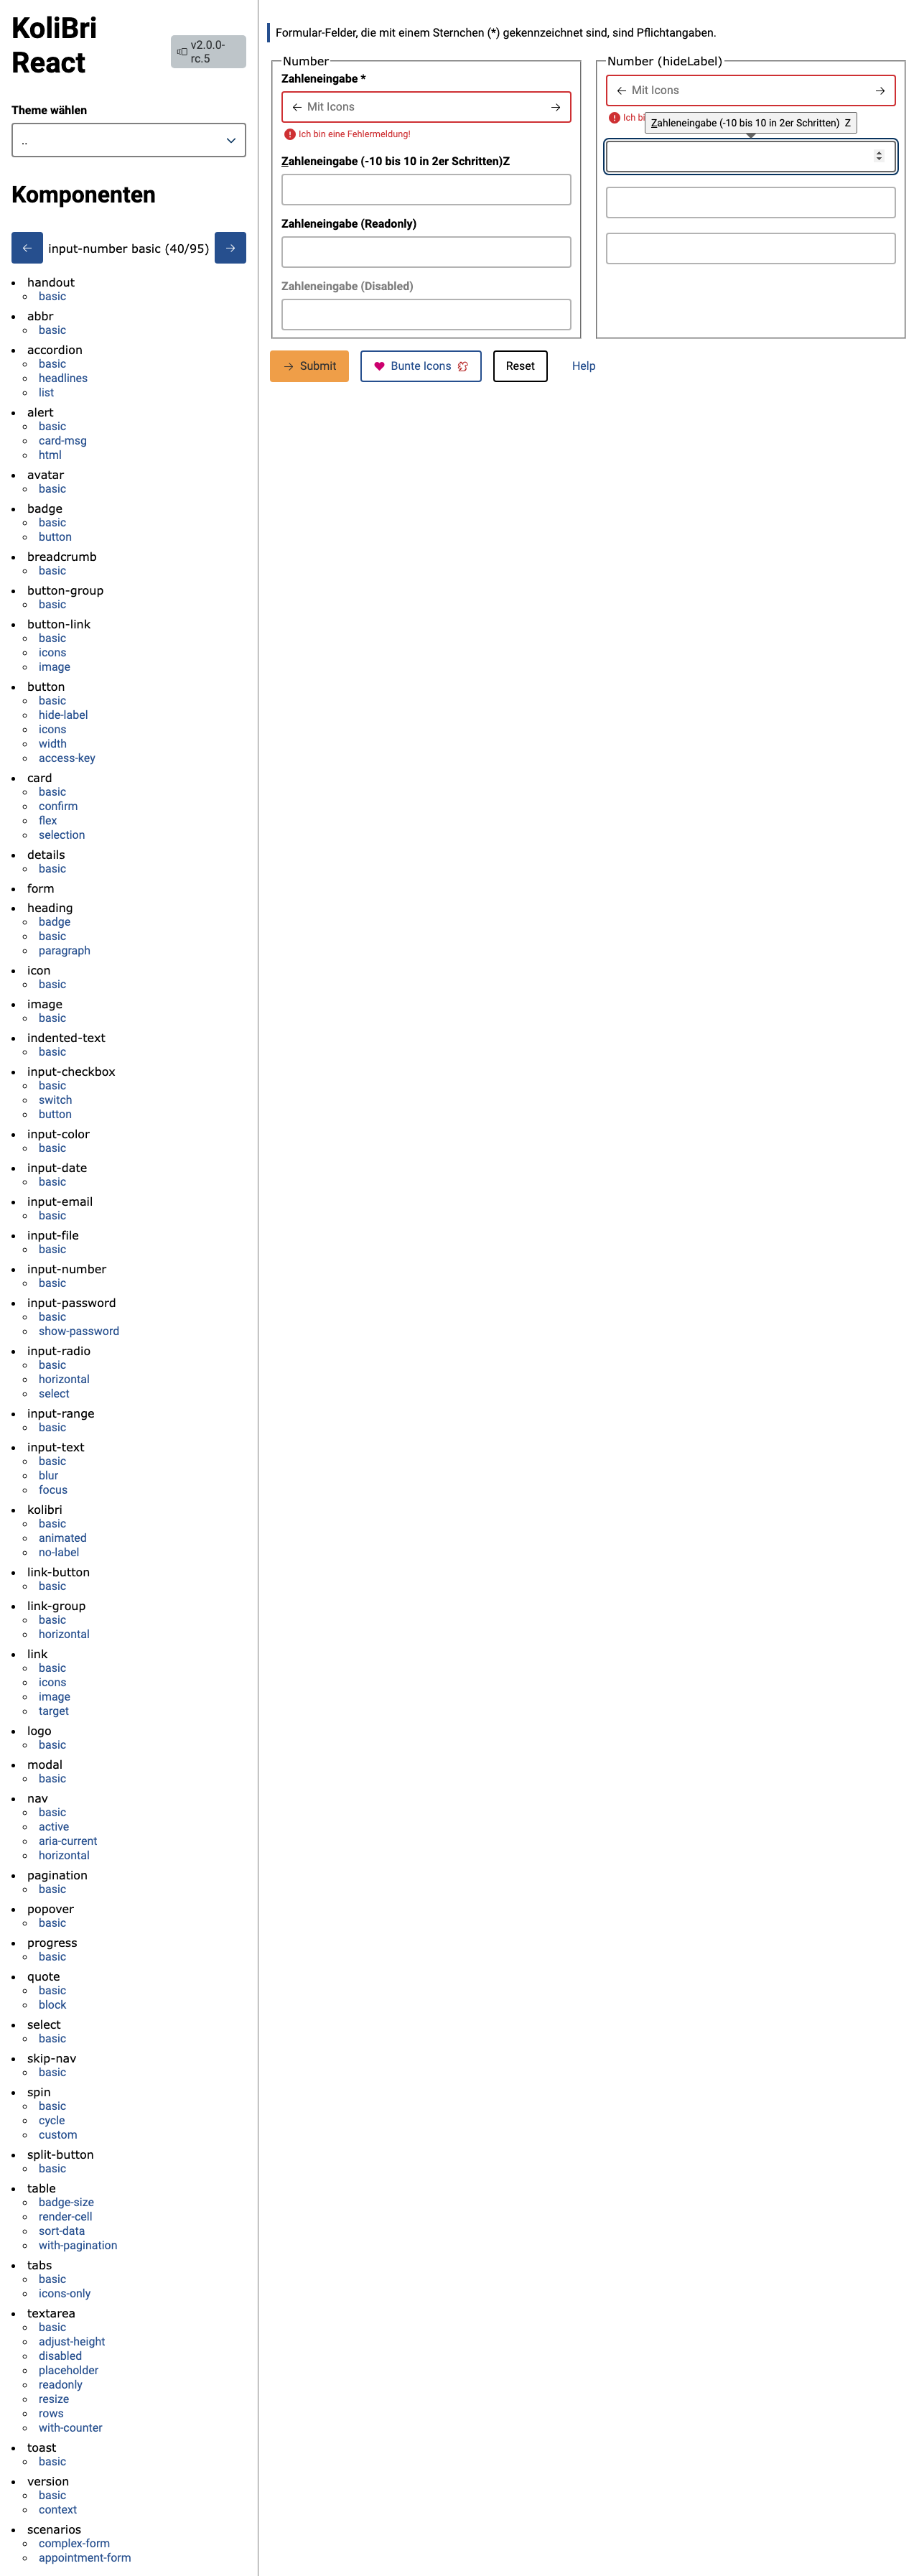 KoliBri
React
v2.0.0-
rc.5
Theme wählen
..
Komponenten
input-number basic (40/95)
handout
basic
abbr
basic
accordion
basic
headlines
list
alert
basic
card-msg
html
avatar
basic
badge
basic
button
breadcrumb
basic
button-group
basic
button-link
basic
icons
image
button
basic
hide-label
icons
width
access-key
card
basic
confirm
flex
selection
details
basic
form
heading
badge
basic
paragraph
icon
basic
image
basic
indented-text
basic
input-checkbox
basic
switch
button
input-color
basic
input-date
basic
input-email
basic
input-file
basic
input-number
basic
input-password
basic
show-password
input-radio
basic
horizontal
select
input-range
basic
input-text
basic
blur
focus
kolibri
basic
animated
no-label
link-button
basic
link-group
basic
horizontal
link
basic
icons
image
target
logo
basic
modal
basic
nav
basic
active
aria-current
horizontal
pagination
basic
popover
basic
progress
basic
quote
basic
block
select
basic
skip-nav
basic
spin
basic
cycle
custom
split-button
basic
table
badge-size
render-cell
sort-data
with-pagination
tabs
basic
icons-only
textarea
basic
adjust-height
disabled
placeholder
readonly
resize
rows
with-counter
toast
basic
version
basic
context
scenarios
complex-form
appointment-form
Formular-Felder, die mit einem Sternchen (*) gekennzeichnet sind, sind Pflichtangaben.
Number
Zahleneingabe *
Mit Icons
Ich bin eine Fehlermeldung!
Zahleneingabe (-10 bis 10 in 2er Schritten)Z
Zahleneingabe (Readonly)
Zahleneingabe (Disabled)
Number (hideLabel)
Mit Icons
Ich bi
Zahleneingabe (-10 bis 10 in 2er Schritten) Z
Submit
Bunte Icons
Reset
Help